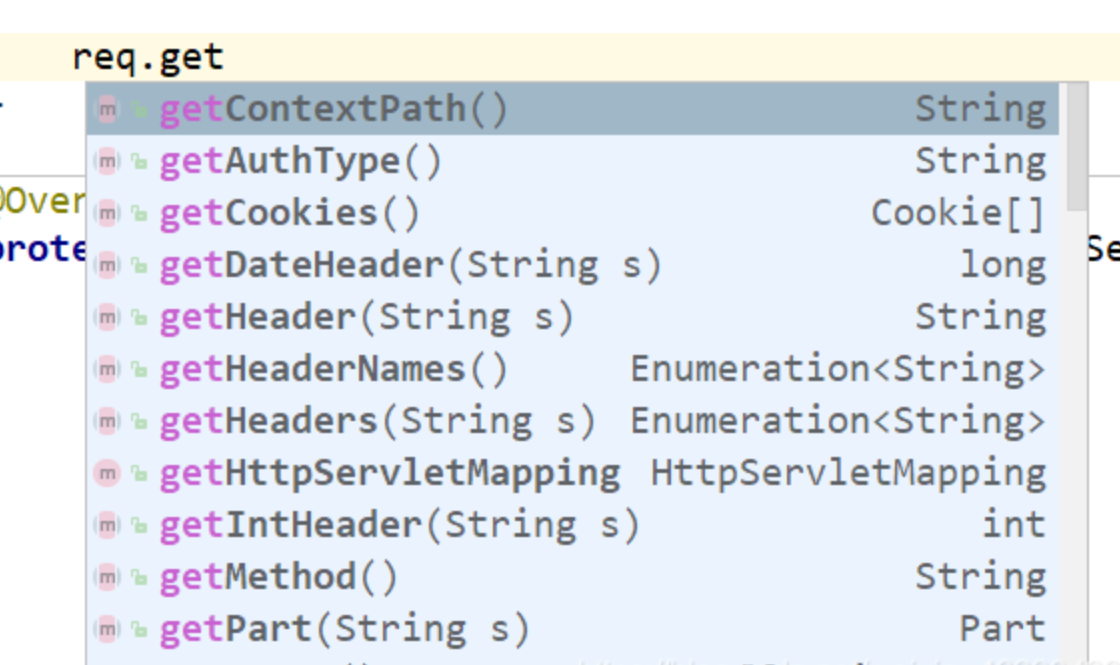 req.get
getContextPath() String
getAuthType() String
@Over
getCookies() Cookie[]
prote
getDateHeader(String s) long
Se
getHeader(String s) String
getHeaderNames() Enumeration<String>
getHeaders(String s) Enumeration<String>
getHttpServletMapping HttpServletMapping
getIntHeader(String s) int
getMethod() String
getPart(String s) Part